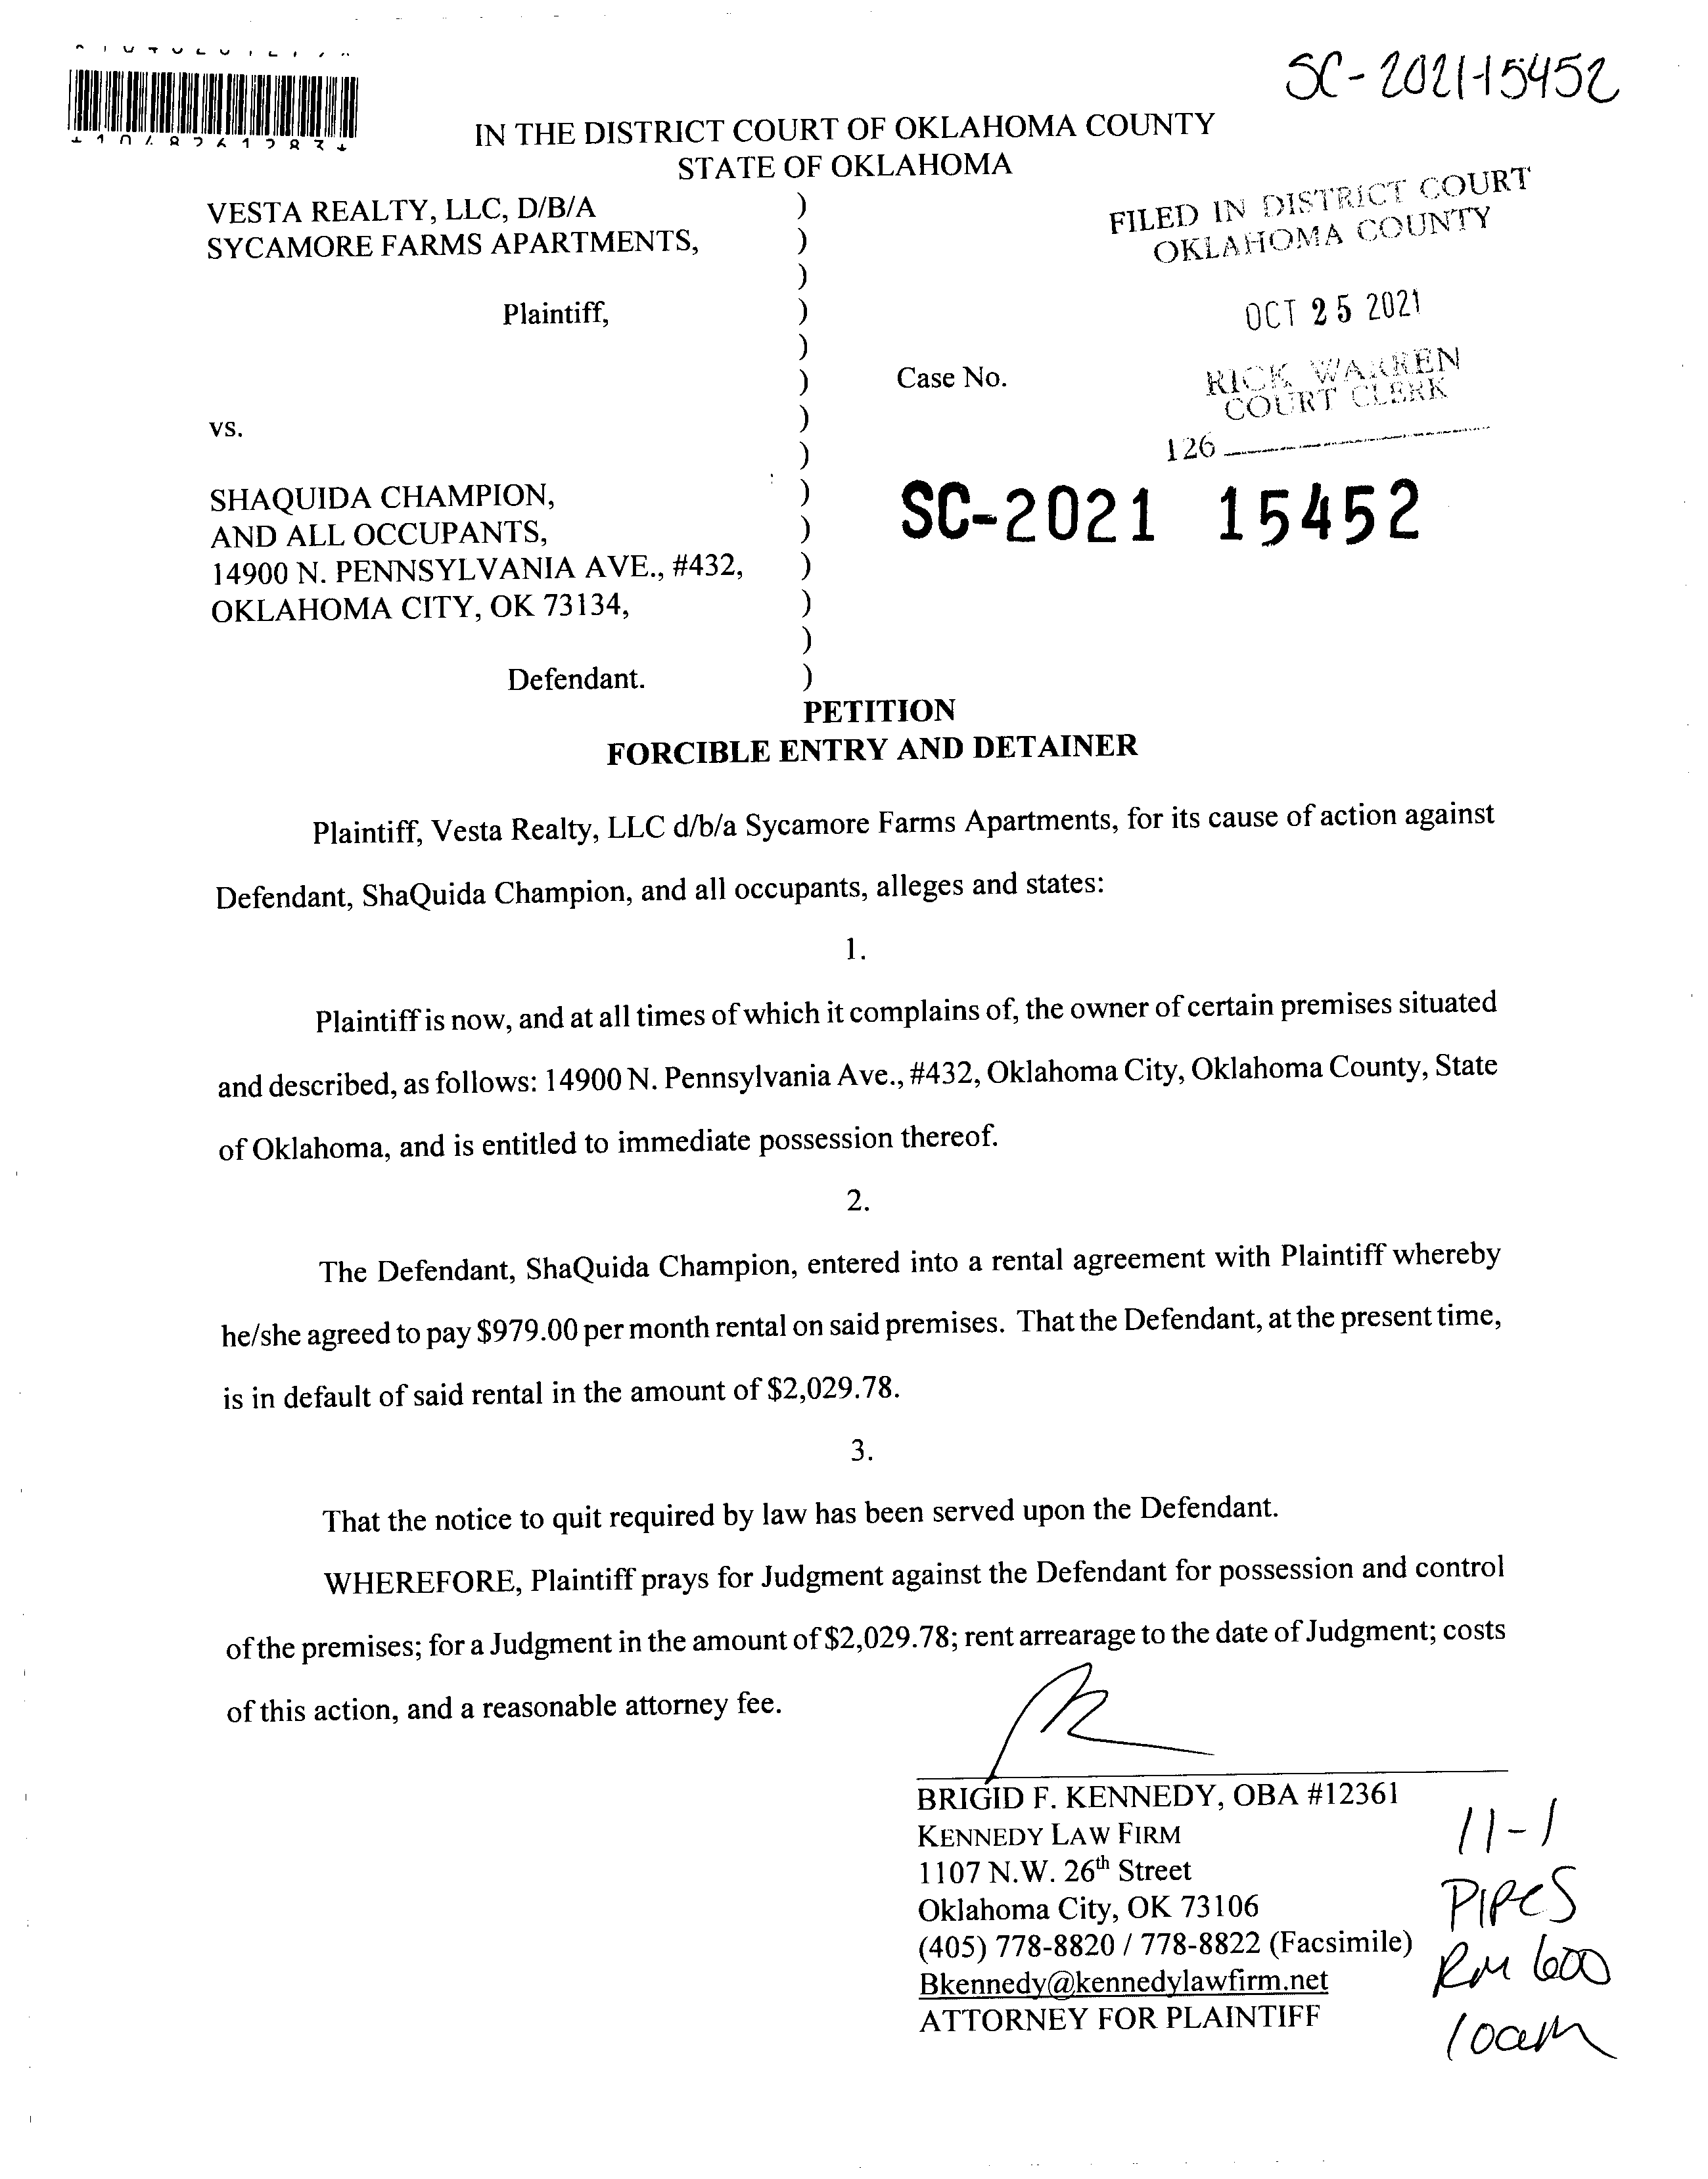 SC-2021-15452
IN THE DISTRICT COURT OF OKLAHOMA COUNTY
STATE OF OKLAHOMA
VESTA REALTY, LLC, D/B/A )
SYCAMORE FARMS APARTMENTS, )
)
Plaintiff, )
)
) Case No.
vs. )
)
SHAQUIDA CHAMPION, )
AND ALL OCCUPANTS, )
14900 N. PENNSYLVANIA AVE., #432, )
OKLAHOMA CITY, OK 73134, )
)
Defendant. )
FILED IN DISTRICT COURT
OKLAHOMA COUNTY
OCT 25 2021
RICK WARREN
COURT CLERK
126
SC-2021 15452
PETITION
FORCIBLE ENTRY AND DETAINER
Plaintiff, Vesta Realty, LLC d/b/a Sycamore Farms Apartments, for its cause of action against
Defendant, ShaQuida Champion, and all occupants, alleges and states:
1.
Plaintiff is now, and at all times of which it complains of, the owner of certain premises situated
and described, as follows: 14900 N. Pennsylvania Ave., #432, Oklahoma City, Oklahoma County, State
of Oklahoma, and is entitled to immediate possession thereof.
2.
The Defendant, ShaQuida Champion, entered into a rental agreement with Plaintiff whereby
he/she agreed to pay $979.00 per month rental on said premises. That the Defendant, at the present time,
is in default of said rental in the amount of $2,029.78.
3.
That the notice to quit required by law has been served upon the Defendant.
WHEREFORE, Plaintiff prays for Judgment against the Defendant for possession and control
of the premises; for a Judgment in the amount of $2,029.78; rent arrearage to the date of Judgment; costs
of this action, and a reasonable attorney fee.
BRIGID F. KENNEDY, OBA #12361
KENNEDY LAW FIRM
1107 N.W. 26th Street
Oklahoma City, OK 73106
(405) 778-8820 / 778-8822 (Facsimile)
Bkennedy@kennedylawfirm.net
ATTORNEY FOR PLAINTIFF
11-1
PIPES
RM 600
10am